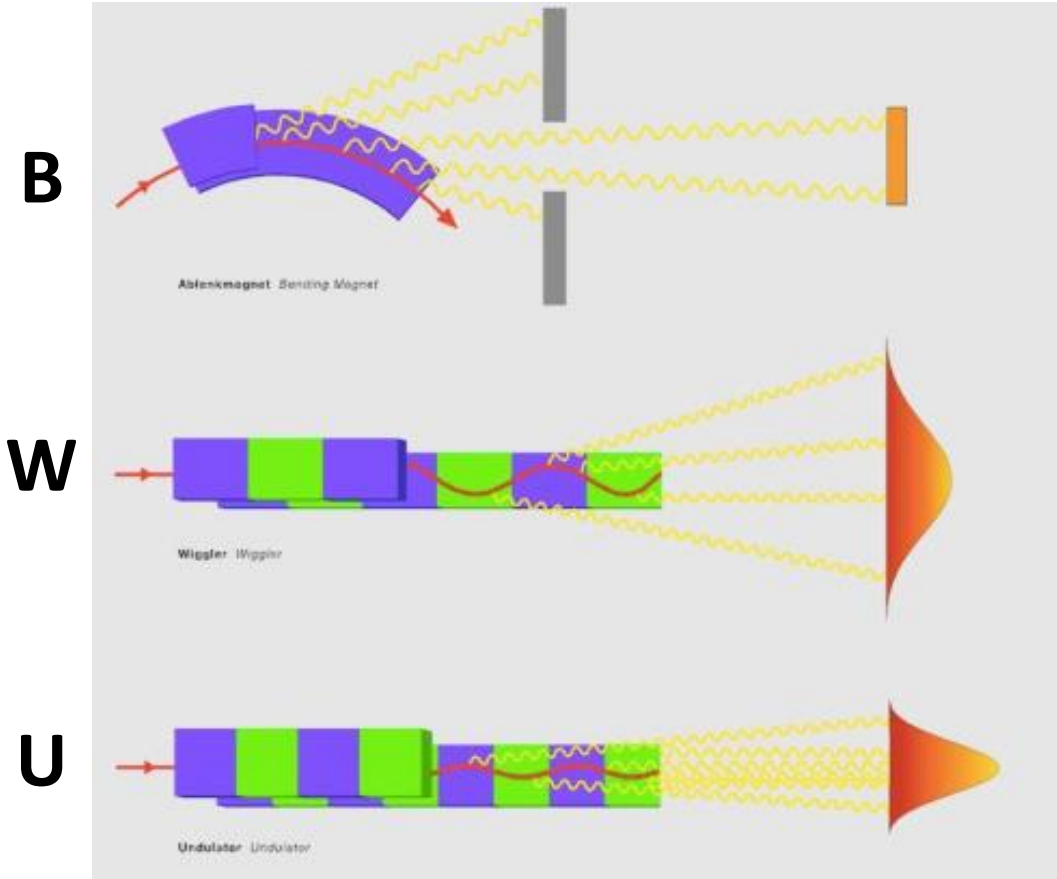 B
Ablenkmagnet Bending Magnet
W
Wiggler Wiggler
U
Undulator Undulator